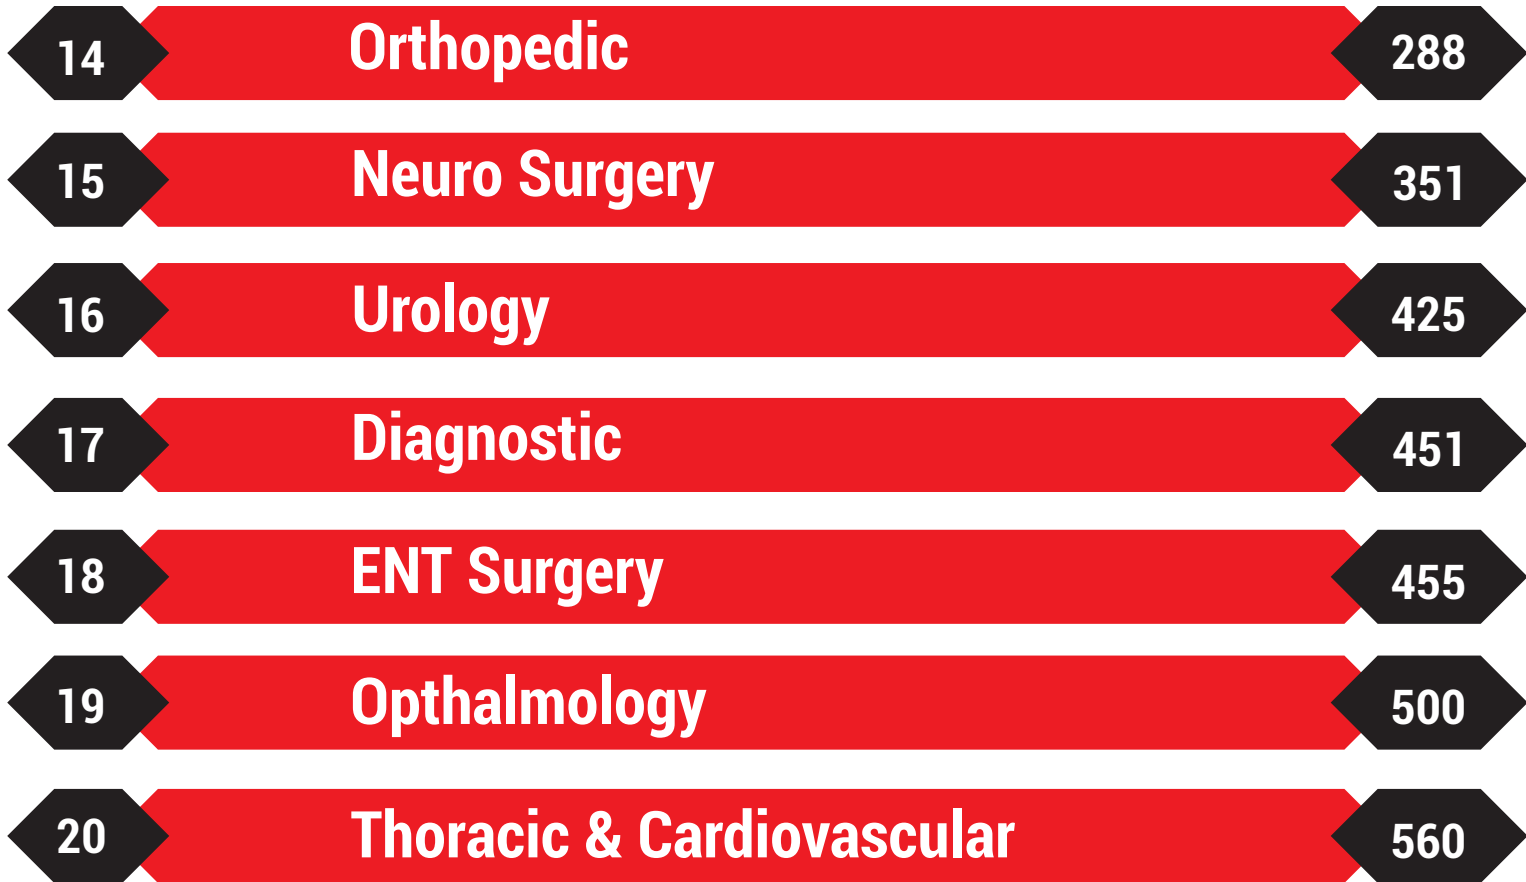 14 Orthopedic 288
15 Neuro Surgery 351
16 Urology 425
17 Diagnostic 451
18 ENT Surgery 455
19 Opthalmology 500
20 Thoracic & Cardiovascular 560